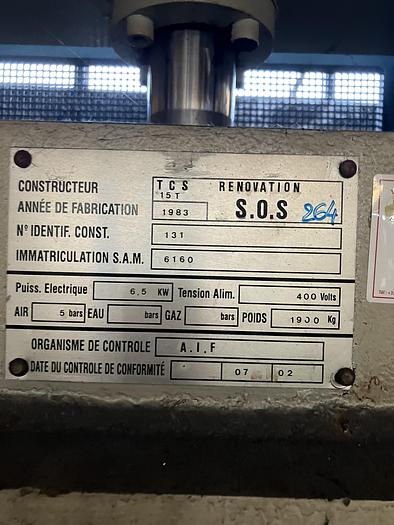 CONSTRUCTEUR TCS RENOVATION
15 T
ANNÉE DE FABRICATION 1983 S.O.S 264
N° IDENTIF. CONST. 131
IMMATRICULATION S.A.M. 6160
Puiss. Electrique 6,5 KW Tension Alim. 400 Volts
AIR 5 bars EAU bars GAZ bars POIDS 1900 Kg
ORGANISME DE CONTROLE A.I.F
DATE DU CONTROLE DE CONFORMITÉ 07 02